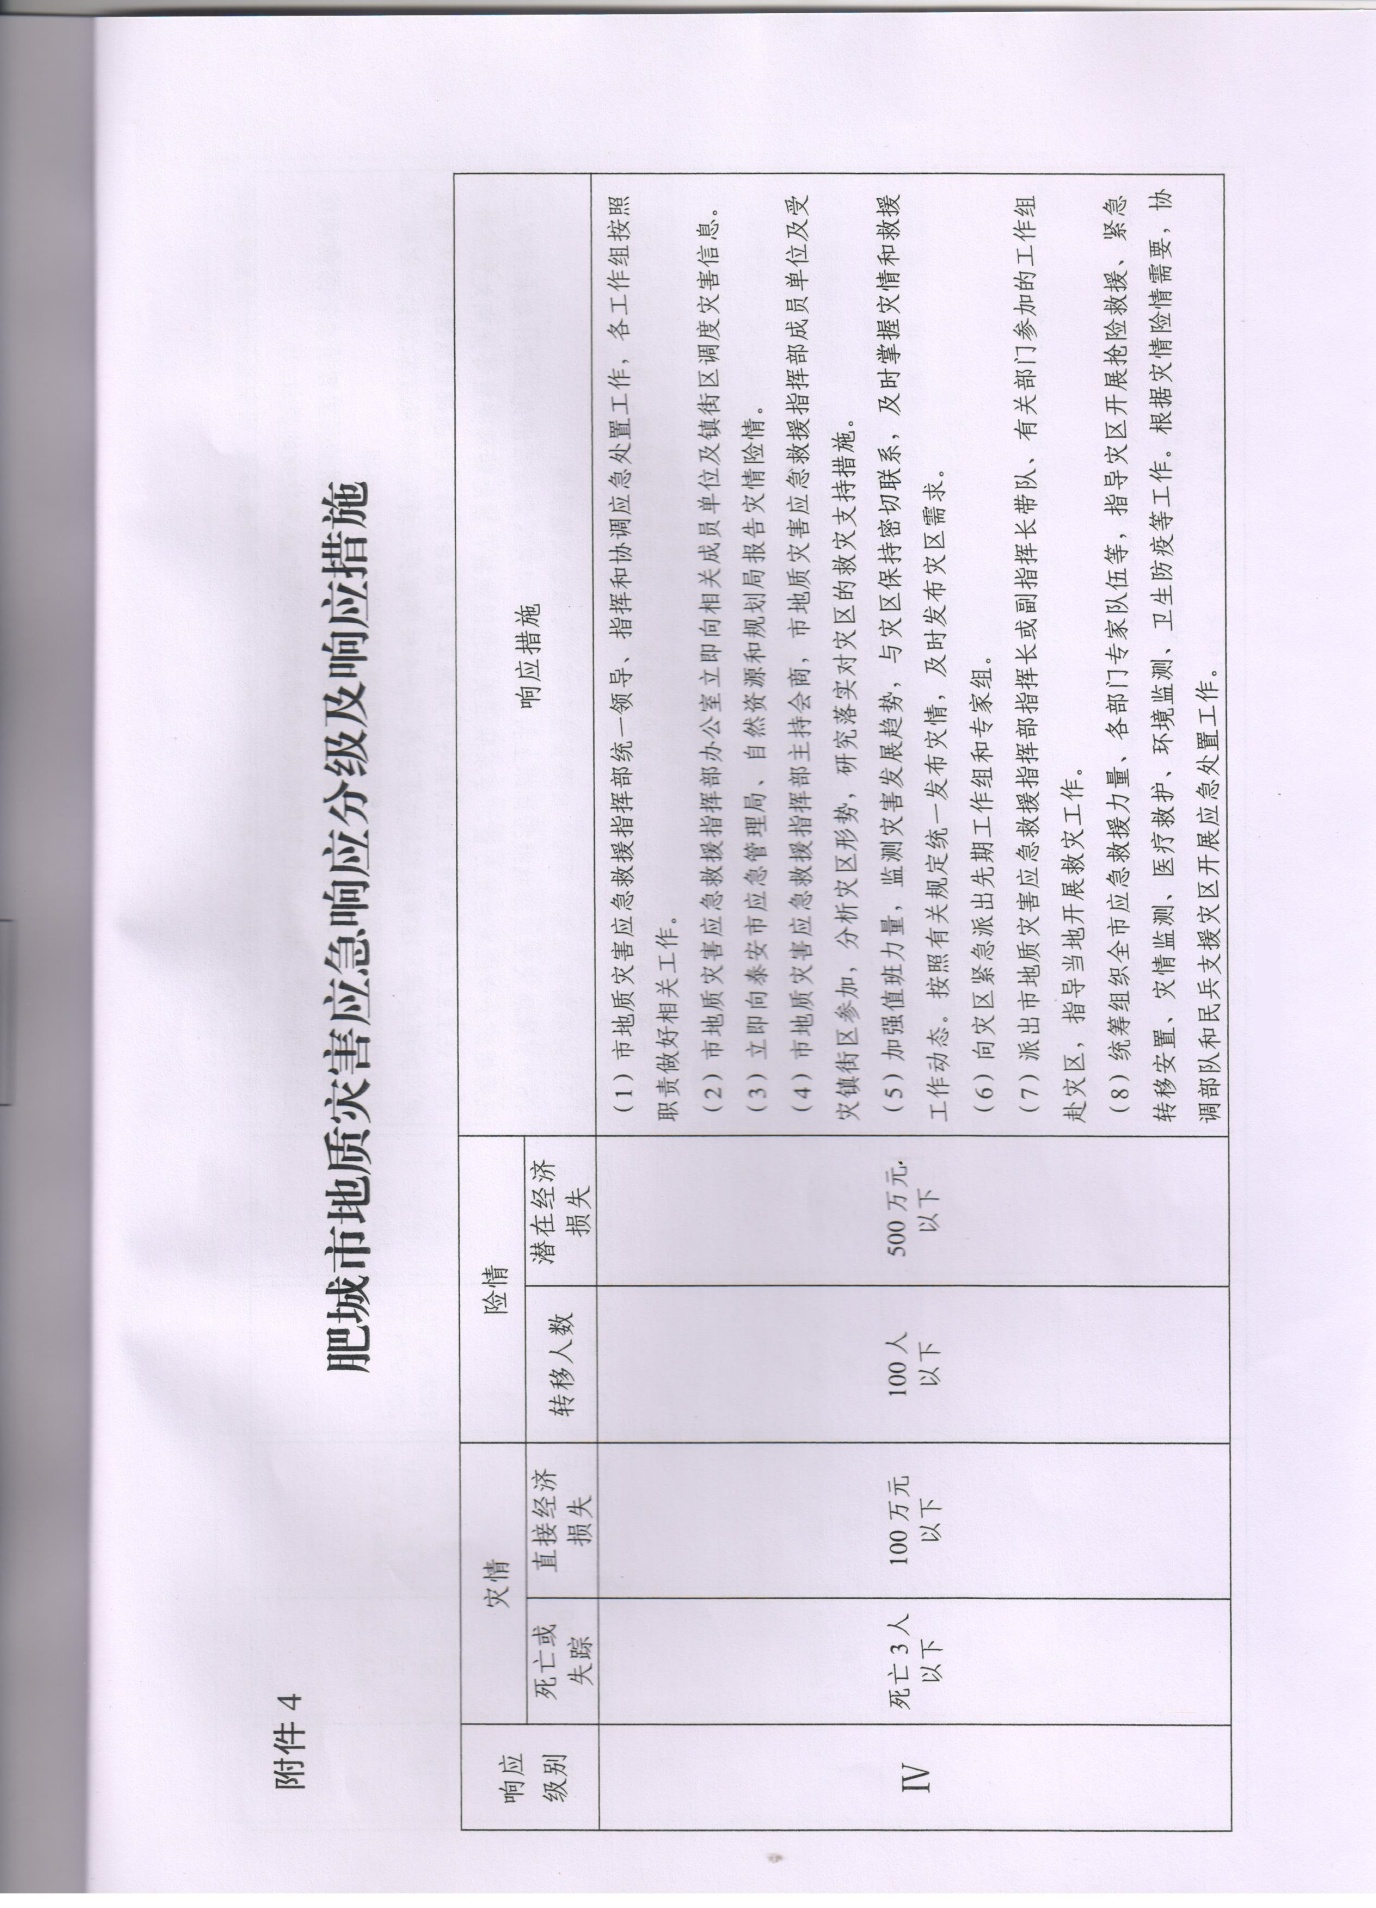 附件 4
肥城市地质灾害应急响应分级及响应措施
响应
级别
灾情
险情
响应措施
死亡或
失踪
直接经济
损失
转移人数
潜在经济
损失
IV
死亡 3 人
以下
100 万元
以下
100 人
以下
500 万元
以下
（1）市地质灾害应急救援指挥部统一领导、指挥和协调应急处置工作，各工作组按照
职责做好相关工作。
（2）市地质灾害应急救援指挥部办公室立即向相关成员单位及镇街区调度灾害信息。
（3）立即向泰安市应急管理局、自然资源和规划局报告灾情险情。
（4）市地质灾害应急救援指挥部主持会商，市地质灾害应急救援指挥部成员单位及受
灾镇街区参加，分析灾区形势，研究落实对灾区的救灾支持措施。
（5）加强值班力量，监测灾害发展趋势，与灾区保持密切联系，及时掌握灾情和救援
工作动态。按照有关规定统一发布灾情，及时发布灾区需求。
（6）向灾区紧急派出先期工作组和专家组。
（7）派出市地质灾害应急救援指挥部指挥长或副指挥长带队、有关部门参加的工作组
赴灾区，指导当地开展救灾工作。
（8）统筹组织全市应急救援力量、各部门专家队伍等，指导灾区开展抢险救援、紧急
转移安置、灾情监测、医疗救护、环境监测、卫生防疫等工作。根据灾情险情需要，协
调部队和民兵支援灾区开展应急处置工作。